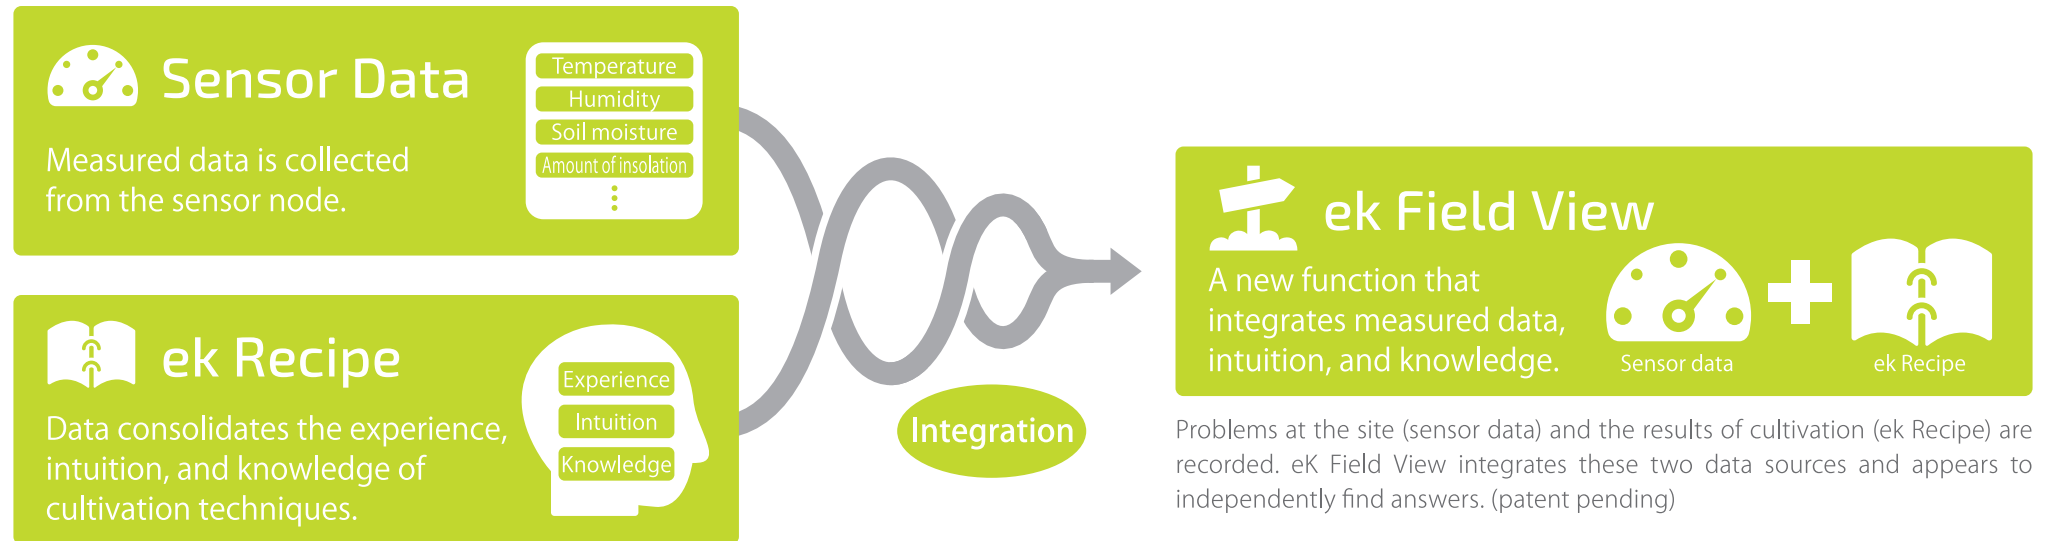 Sensor Data
Measured data is collected
from the sensor node.
Temperature
Humidity
Soil moisture
Amount of insolation
ek Recipe
Data consolidates the experience,
intuition, and knowledge of
cultivation techniques.
Experience
Intuition
Knowledge
Integration
ek Field View
A new function that
integrates measured data,
intuition, and knowledge.
Sensor data
ek Recipe
Problems at the site (sensor data) and the results of cultivation (ek Recipe) are
recorded. eK Field View integrates these two data sources and appears to
independently find answers. (patent pending)